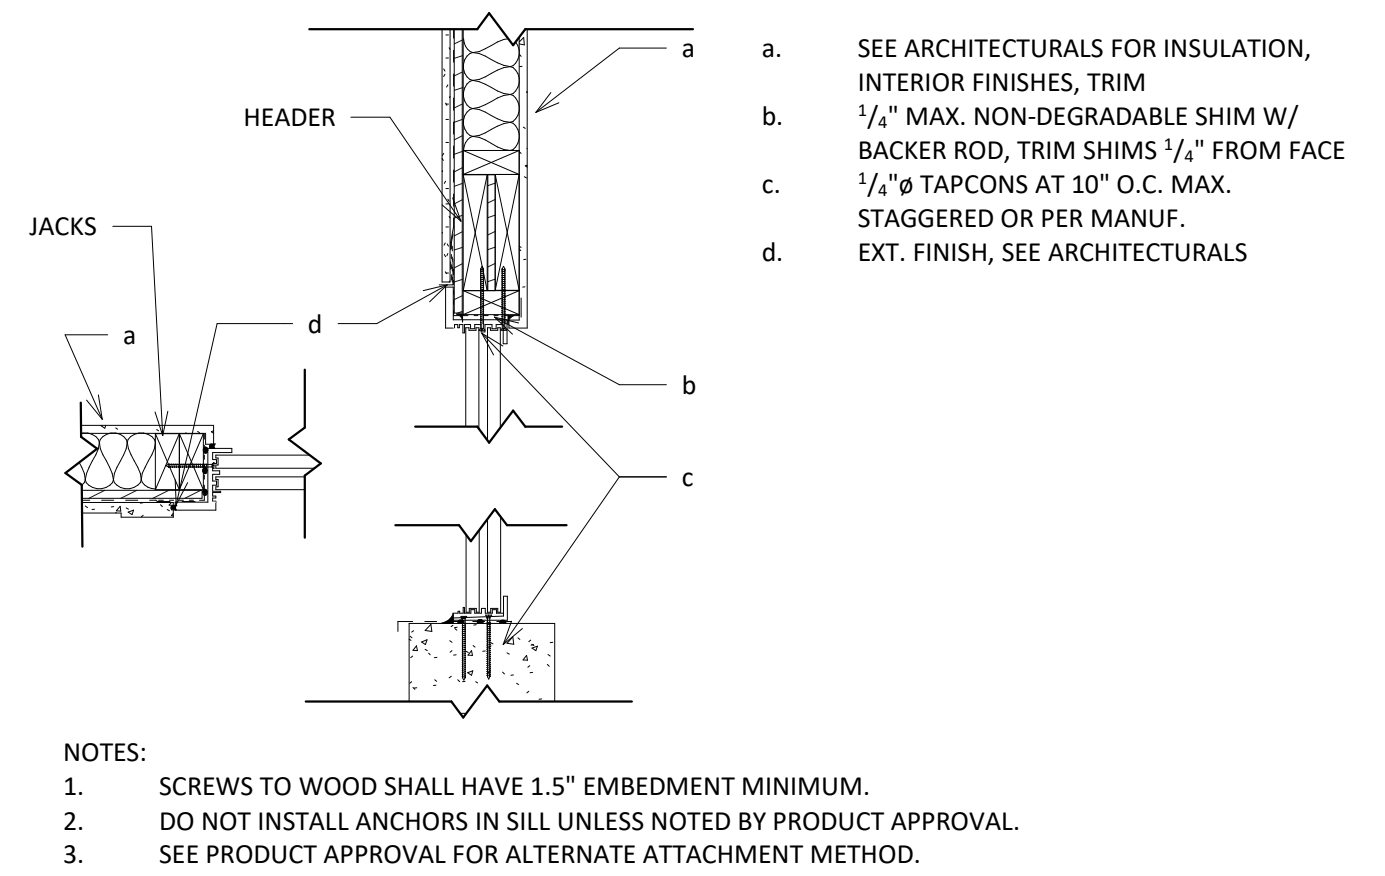 HEADER
JACKS
a
d
a
b
c
a. SEE ARCHITECTURALS FOR INSULATION,
INTERIOR FINISHES, TRIM
b. 1/4" MAX. NON-DEGRADABLE SHIM W/
BACKER ROD, TRIM SHIMS 1/4" FROM FACE
c. 1/4"ø TAPCONS AT 10" O.C. MAX.
STAGGERED OR PER MANUF.
d. EXT. FINISH, SEE ARCHITECTURALS
NOTES:
1. SCREWS TO WOOD SHALL HAVE 1.5" EMBEDMENT MINIMUM.
2. DO NOT INSTALL ANCHORS IN SILL UNLESS NOTED BY PRODUCT APPROVAL.
3. SEE PRODUCT APPROVAL FOR ALTERNATE ATTACHMENT METHOD.